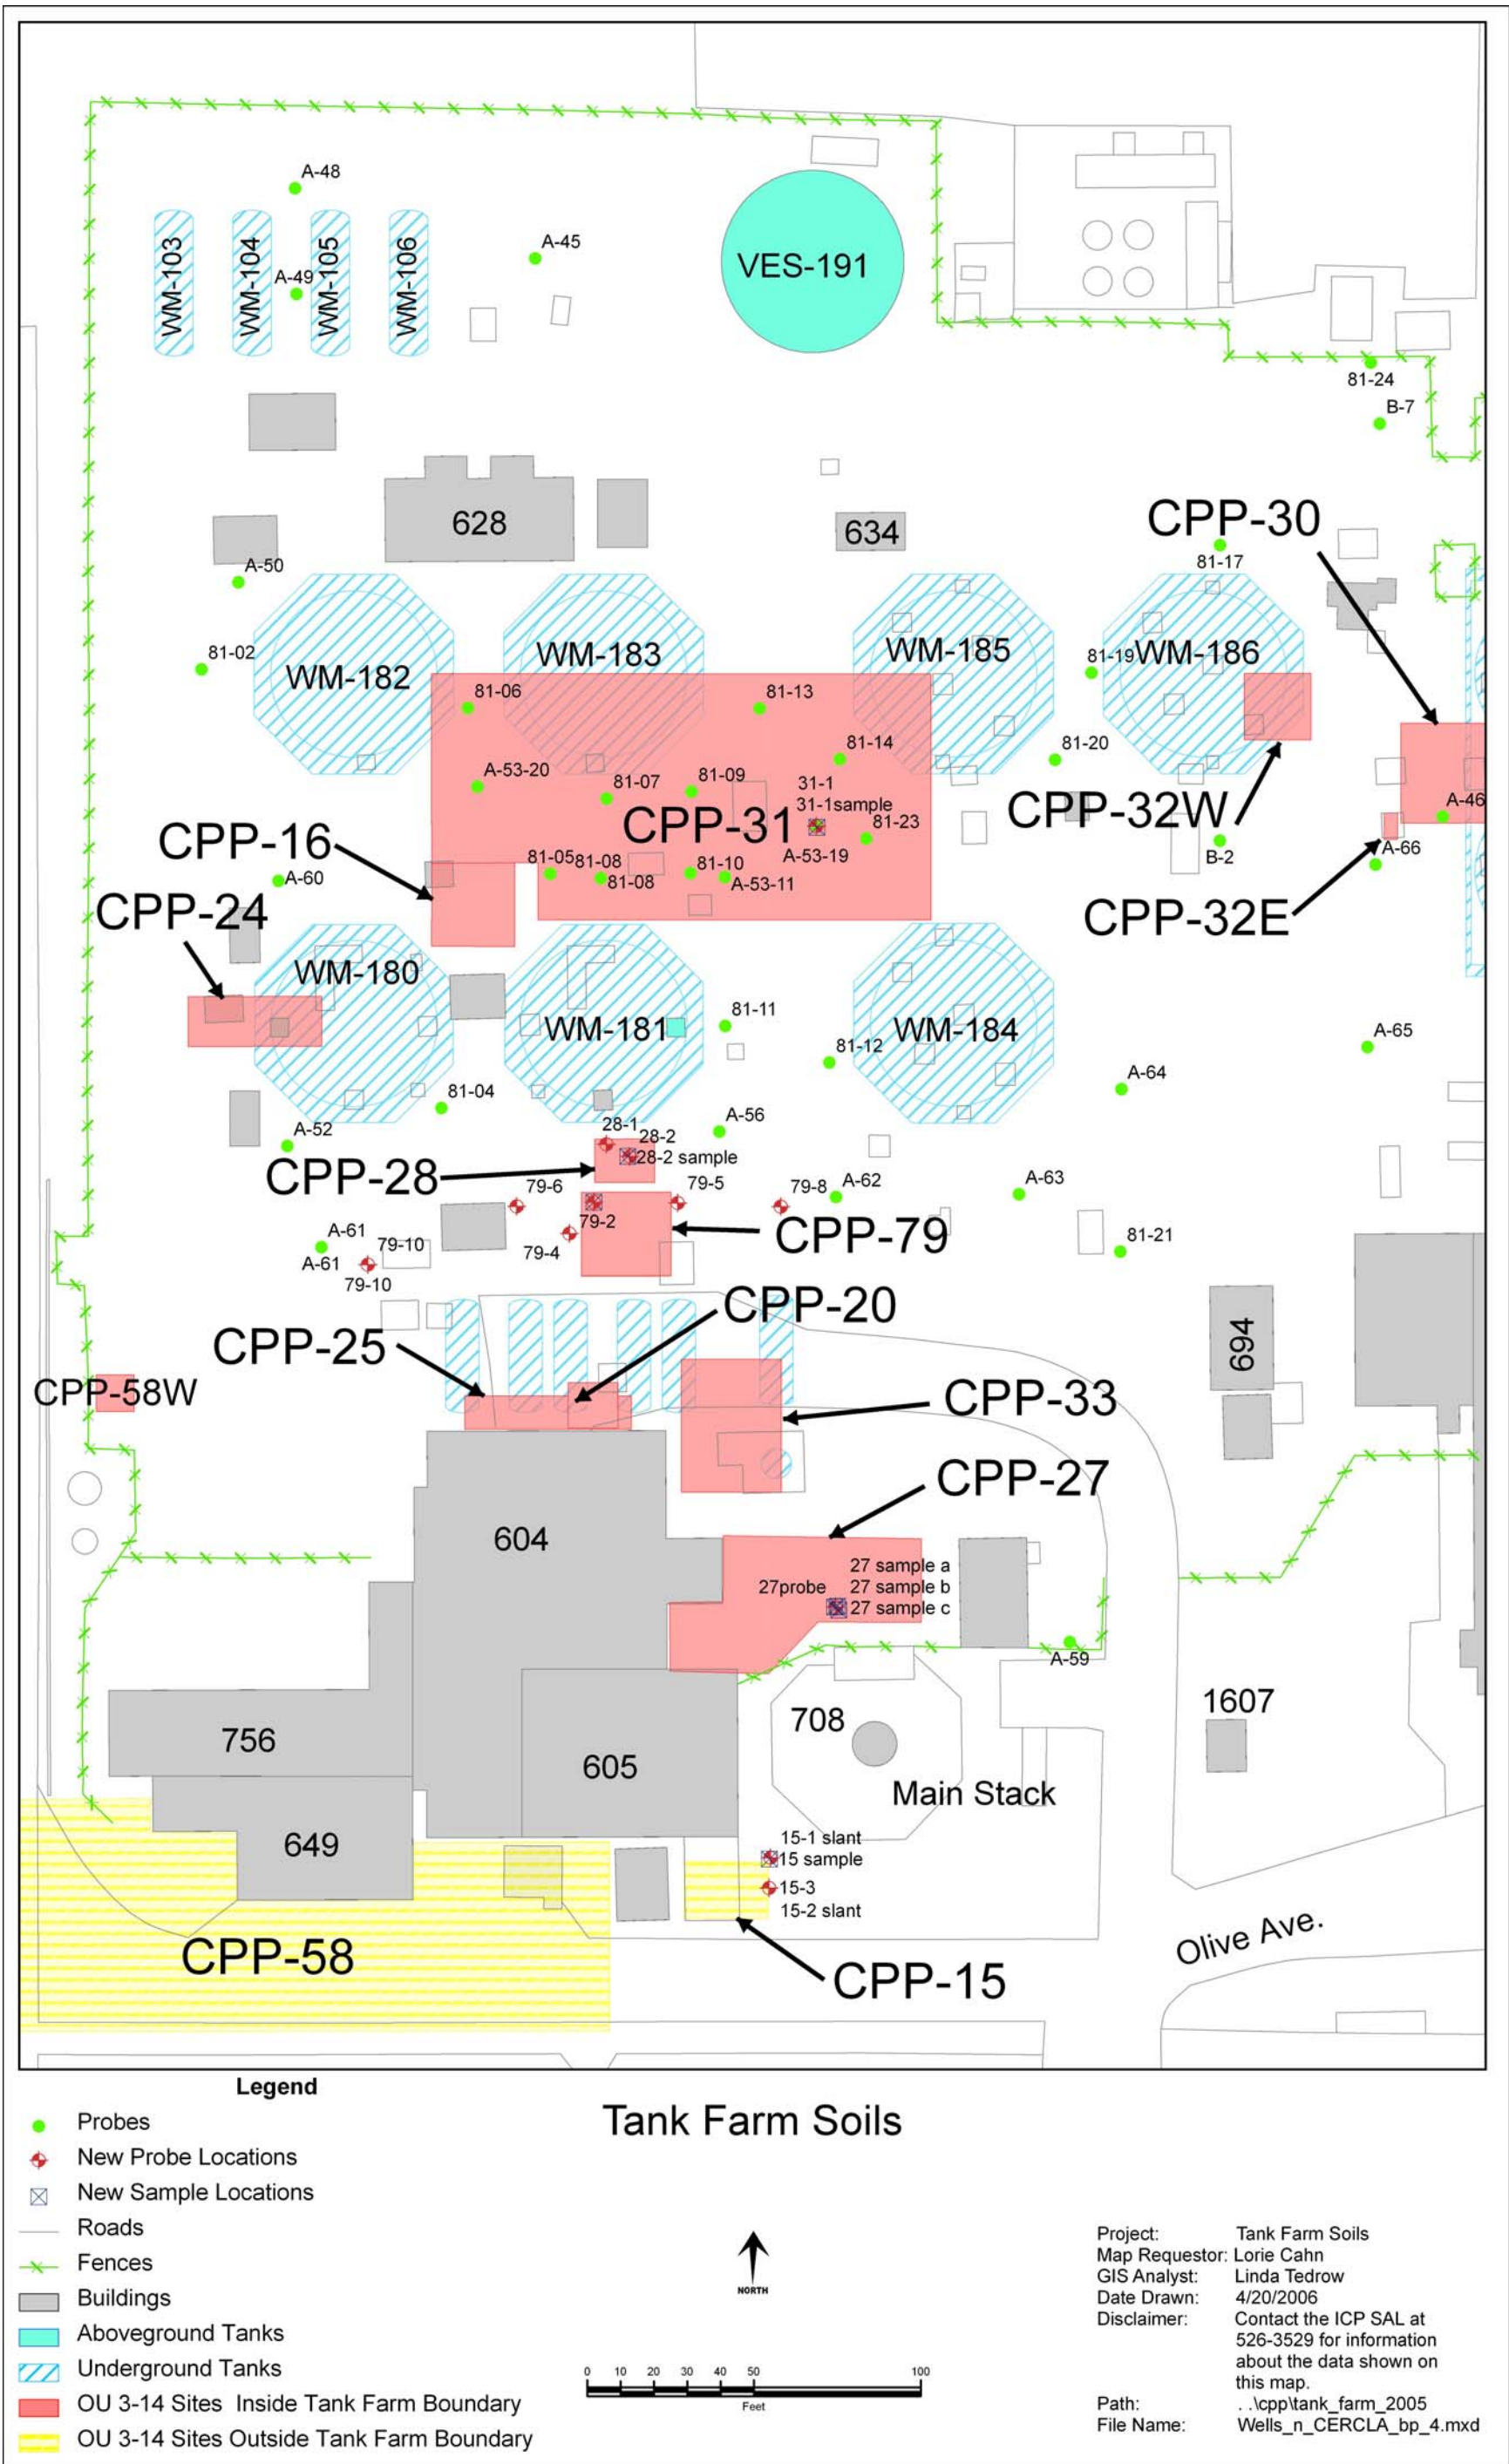 A-48
A-45
WM-103
WM-104
A-49
WM-105
WM-106
VES-191
81-24
B-7
628
634
CPP-30
81-17
A-50
81-02
WM-182
WM-183
WM-185
81-19
WM-186
81-06
81-13
81-14
81-20
A-53-20
81-07
81-09
31-1
31-1sample
CPP-31
81-23
A-53-19
CPP-32W
A-46
B-2
A-66
CPP-16
A-60
81-05
81-08
81-08
81-10
A-53-11
CPP-24
CPP-32E
WM-180
WM-181
81-11
WM-184
81-12
A-65
A-64
81-04
A-52
28-1
28-2
28-2 sample
A-56
CPP-28
79-6
79-5
79-8
A-62
A-63
79-2
79-4
CPP-79
A-61
A-61
79-10
79-10
81-21
CPP-20
CPP-25
694
CPP-58W
CPP-33
CPP-27
604
27 sample a
27probe
27 sample b
27 sample c
A-59
756
605
708
1607
Main Stack
649
15-1 slant
15 sample
15-3
15-2 slant
CPP-58
CPP-15
Olive Ave.
Legend
Probes
New Probe Locations
New Sample Locations
Roads
Fences
Buildings
Aboveground Tanks
Underground Tanks
OU 3-14 Sites Inside Tank Farm Boundary
OU 3-14 Sites Outside Tank Farm Boundary
Tank Farm Soils
NORTH
0 10 20 30 40 50 100
Feet
Project: Tank Farm Soils
Map Requestor: Lorie Cahn
GIS Analyst: Linda Tedrow
Date Drawn: 4/20/2006
Disclaimer: Contact the ICP SAL at
526-3529 for information
about the data shown on
this map.
Path: . .\cpp\tank_farm_2005
File Name: Wells_n_CERCLA_bp_4.mxd